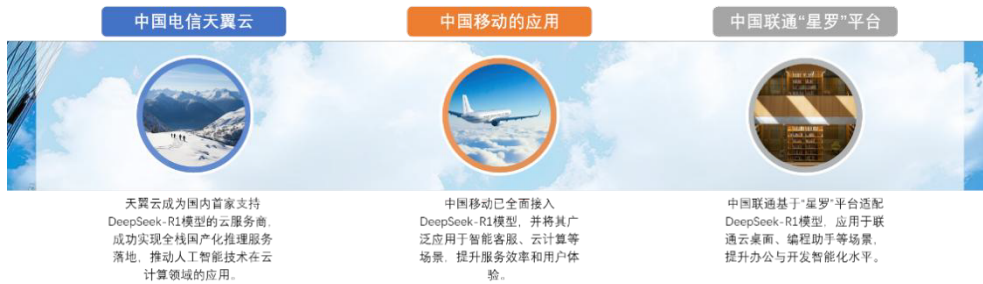 中国电信天翼云
中国移动的应用
中国联通“星罗”平台
天翼云成为国内首家支持
DeepSeek-R1模型的云服务商，
成功实现全栈国产化推理服务
落地，推动人工智能技术在云
计算领域的应用。
中国移动已全面接入
DeepSeek-R1模型，并将其广
泛应用于智能客服、云计算等
场景，提升服务效率和用户体
验。
中国联通基于“星罗”平台适配
DeepSeek-R1模型，应用于联
通云桌面、编程助手等场景，
提升办公与开发智能化水平。